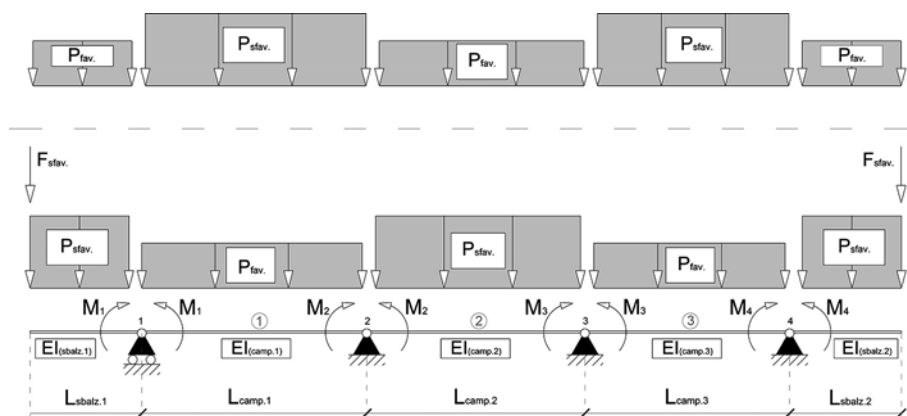 Pfav. Psfav. Pfav. Psfav. Pfav.
Fsfav. Fsfav.
Psfav. Pfav. Psfav. Pfav. Psfav.
M1 M1 M2 M2 M3 M3 M4 M4
1 1 2 2 3 3 4
EI(sbalz.1) EI(camp.1) EI(camp.2) EI(camp.3) EI(sbalz.2)
Lsbalz.1 Lcamp.1 Lcamp.2 Lcamp.3 Lsbalz.2